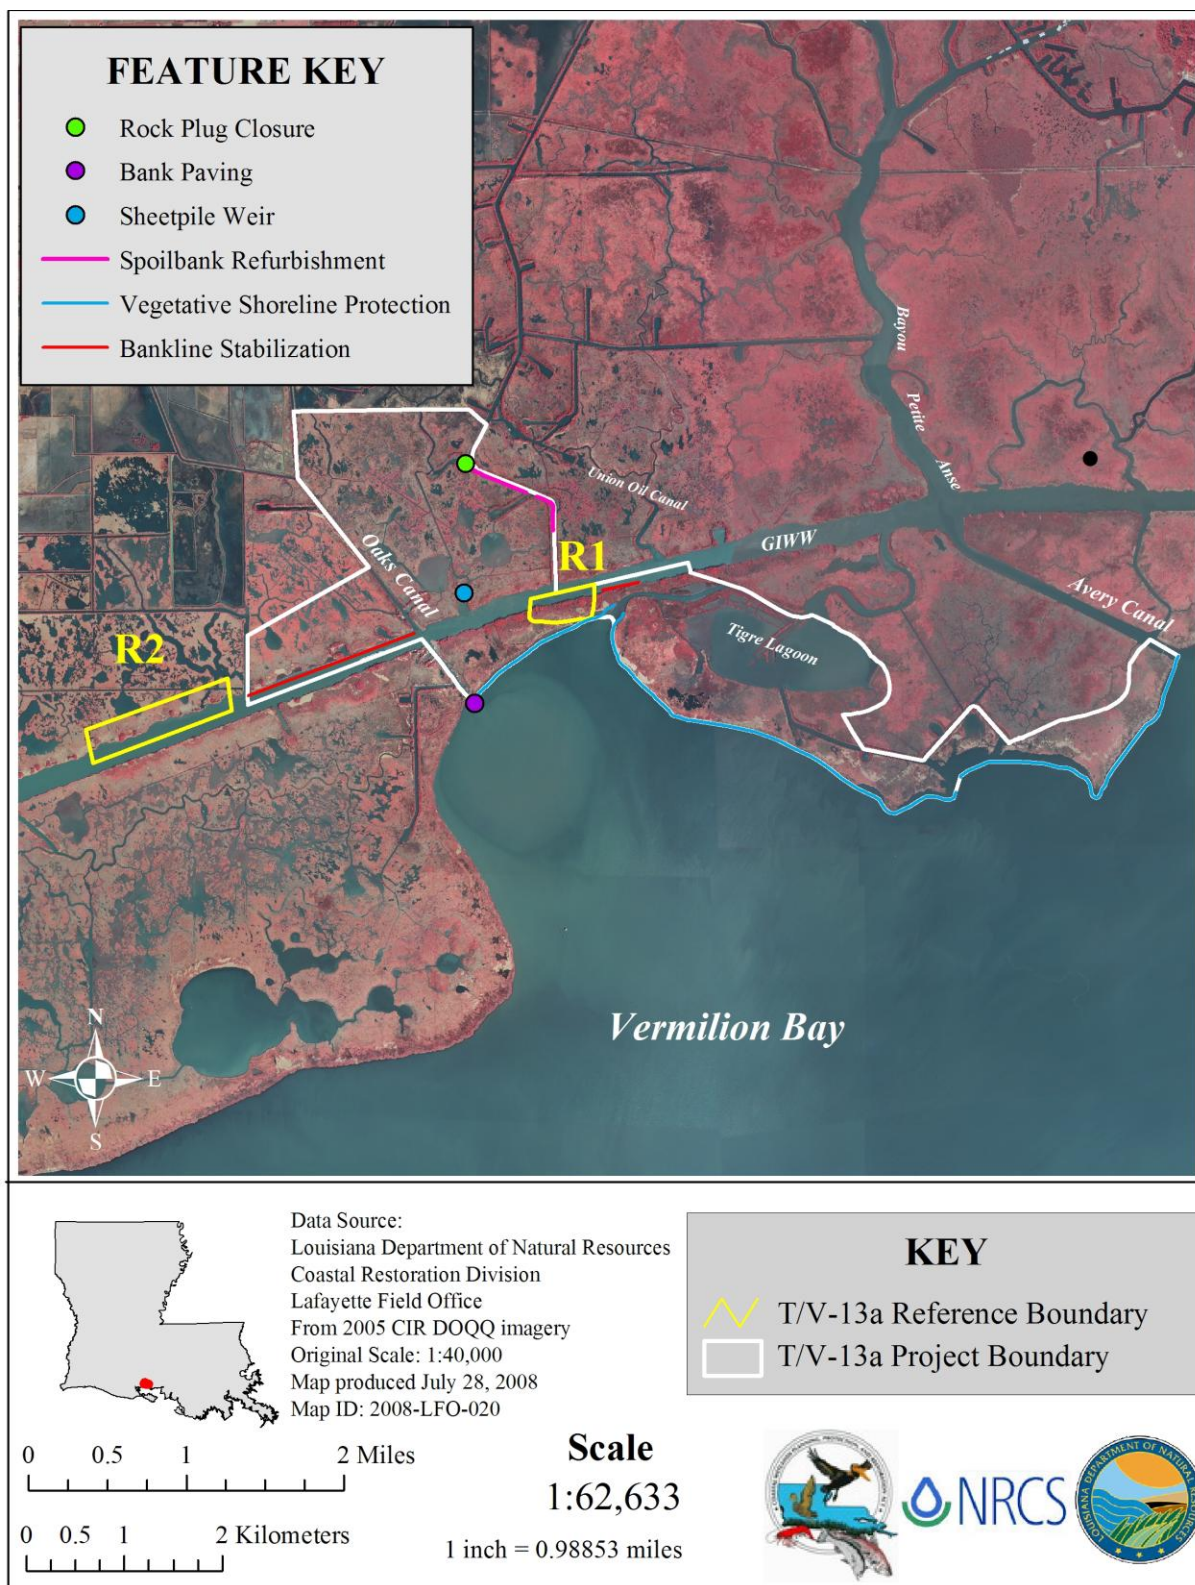 FEATURE KEY
Rock Plug Closure
Bank Paving
Sheetpile Weir
Spoilbank Refurbishment
Vegetative Shoreline Protection
Bankline Stabilization
Bayou
Petite
Anse
Union Oil Canal
GIWW
Oaks Canal
R1
Avery Canal
Tigre Lagoon
R2
Vermilion Bay
N
W E
S
Data Source:
Louisiana Department of Natural Resources
Coastal Restoration Division
Lafayette Field Office
From 2005 CIR DOQQ imagery
Original Scale: 1:40,000
Map produced July 28, 2008
Map ID: 2008-LFO-020
KEY
T/V-13a Reference Boundary
T/V-13a Project Boundary
0 0.5 1 2 Miles
0 0.5 1 2 Kilometers
Scale
1:62,633
1 inch = 0.98853 miles
NRCS
LOUISIANA DEPARTMENT OF NATURAL RESOURCES